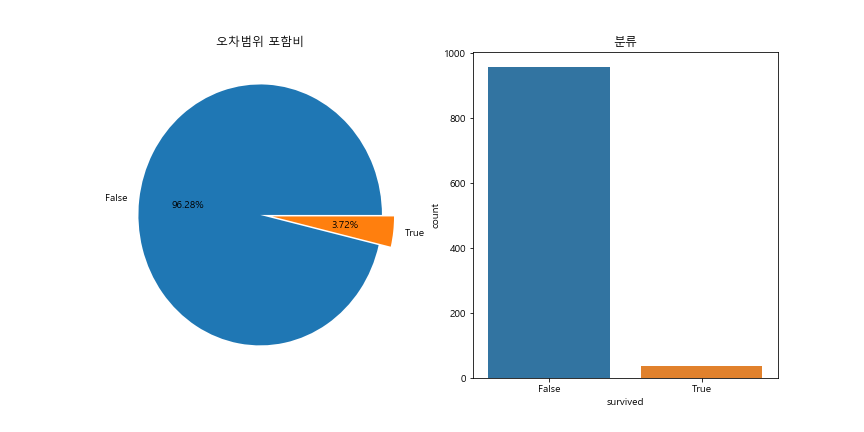 오차범위 포함비
False
96.28%
3.72%
True
분류
1000
800
600
400
200
0
count
False
True
survived